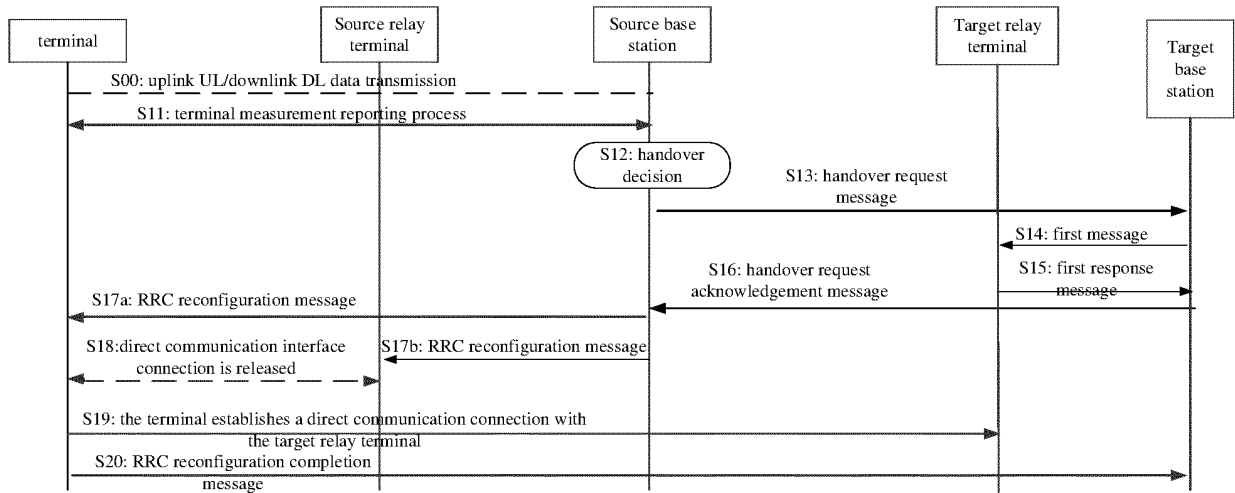 terminal
Source relay
terminal
Source base
station
Target relay
terminal
Target
base
station
S00: uplink UL/downlink DL data transmission
S11: terminal measurement reporting process
S12: handover
decision
S13: handover request
message
S14: first message
S15: first response
message
S16: handover request
acknowledgement message
S17a: RRC reconfiguration message
S17b: RRC reconfiguration message
S18:direct communication interface
connection is released
S19: the terminal establishes a direct communication connection with
the target relay terminal
S20: RRC reconfiguration completion
message